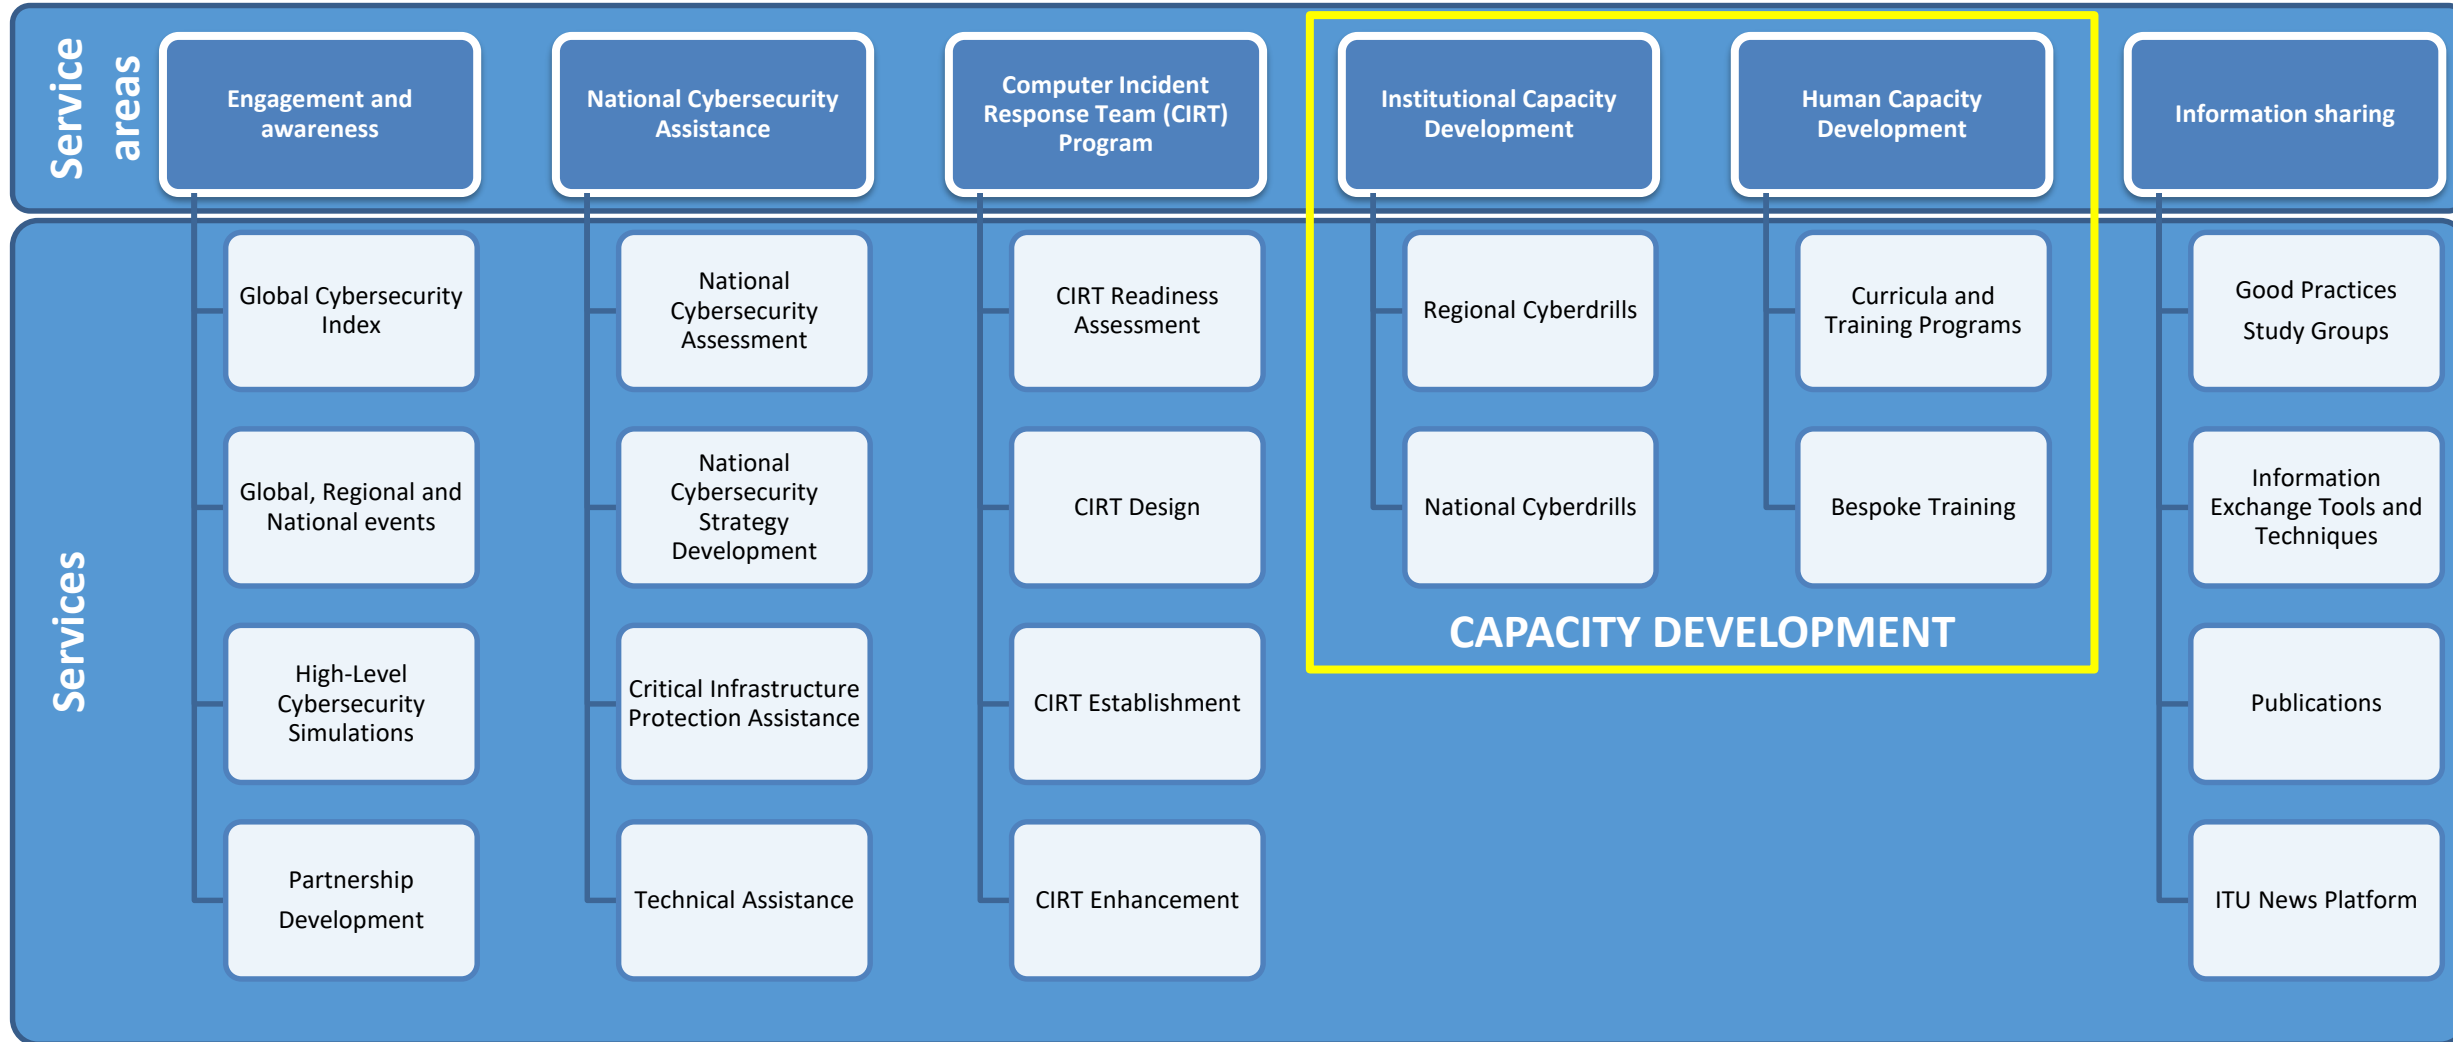 Service
areas
Engagement and
awareness
National Cybersecurity
Assistance
Computer Incident
Response Team (CIRT)
Program
Institutional Capacity
Development
Human Capacity
Development
Information sharing
Services
Global Cybersecurity
Index
Global, Regional and
National events
High-Level
Cybersecurity
Simulations
Partnership
Development
National
Cybersecurity
Assessment
National
Cybersecurity
Strategy
Development
Critical Infrastructure
Protection Assistance
Technical Assistance
CIRT Readiness
Assessment
CIRT Design
CIRT Establishment
CIRT Enhancement
Regional Cyberdrills
National Cyberdrills
Curricula and
Training Programs
Bespoke Training
CAPACITY DEVELOPMENT
Good Practices
Study Groups
Information
Exchange Tools and
Techniques
Publications
ITU News Platform